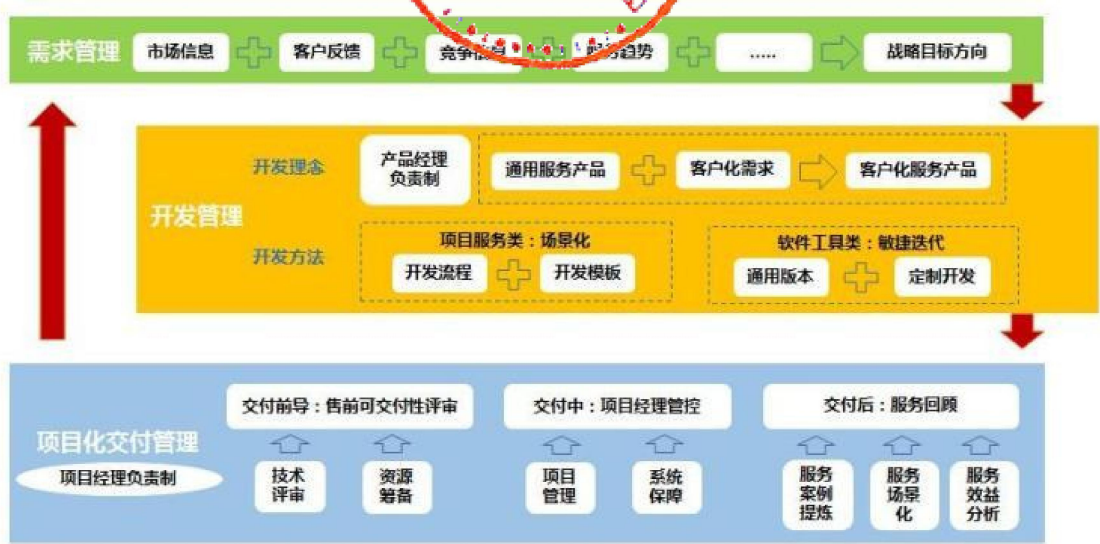 需求管理
市场信息
客户反馈
竞争
趋势
.....
战略目标方向
开发管理
开发理念
产品经理
负责制
通用服务产品
客户化需求
客户化服务产品
开发方法
项目服务类：场景化
开发流程
开发模板
软件工具类：敏捷迭代
通用版本
定制开发
项目化交付管理
项目经理负责制
交付前导：售前可交付性评审
技术
评审
资源
筹备
交付中：项目经理管控
项目
管理
系统
保障
交付后：服务回顾
服务
案例
提炼
服务
场景
化
服务
效益
分析